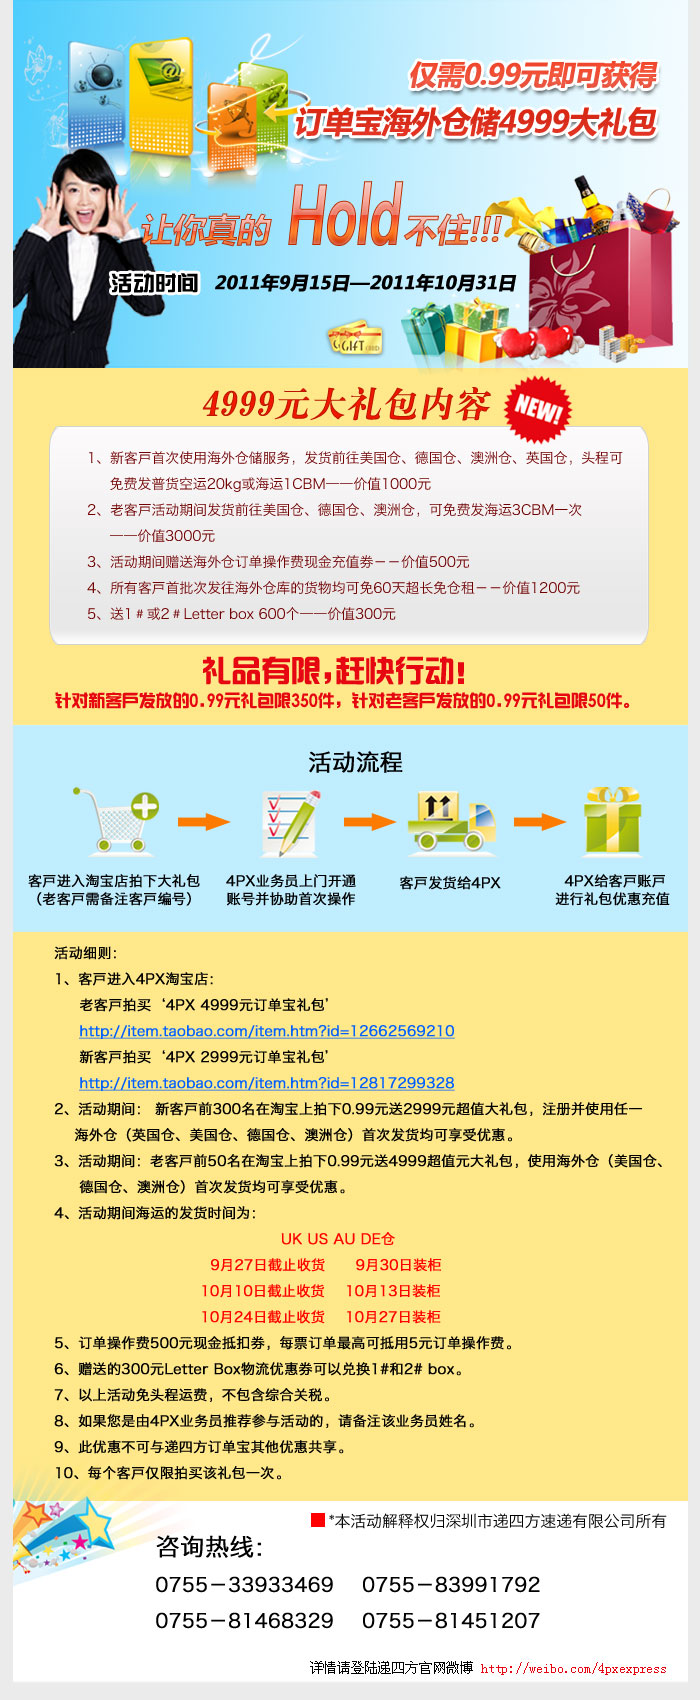 仅需0.99元即可获得
订单宝海外仓储4999大礼包
让你真的 Hold 不住!!!
活动时间 2011年9月15日—2011年10月31日
GIFT CARD
4999元大礼包内容 NEW!
1、新客户首次使用海外仓储服务，发货前往美国仓、德国仓、澳洲仓、英国仓，头程可
免费发普货空运20kg或海运1CBM——价值1000元
2、老客户活动期间发货前往美国仓、德国仓、澳洲仓，可免费发海运3CBM一次
——价值3000元
3、活动期间赠送海外仓订单操作费现金充值券——价值500元
4、所有客户首批次发往海外仓库的货物均可免60天超长免仓租——价值1200元
5、送1＃或2＃Letter box 600个——价值300元
礼品有限，赶快行动!
针对新客户发放的0.99元礼包限350件，针对老客户发放的0.99元礼包限50件。
活动流程
客户进入淘宝店拍下大礼包
（老客户需备注客户编号）
4PX业务员上门开通
账号并协助首次操作
客户发货给4PX
4PX给客户账户
进行礼包优惠充值
活动细则：
1、客户进入4PX淘宝店：
老客户拍买‘4PX 4999元订单宝礼包’
http://item.taobao.com/item.htm?id=12662569210
新客户拍买‘4PX 2999元订单宝礼包’
http://item.taobao.com/item.htm?id=12817299328
2、活动期间： 新客户前300名在淘宝上拍下0.99元送2999元超值大礼包，注册并使用任一
海外仓（英国仓、美国仓、德国仓、澳洲仓）首次发货均可享受优惠。
3、活动期间：老客户前50名在淘宝上拍下0.99元送4999超值元大礼包，使用海外仓（美国仓、
德国仓、澳洲仓）首次发货均可享受优惠。
4、活动期间海运的发货时间为：
UK US AU DE仓
9月27日截止收货 9月30日装柜
10月10日截止收货 10月13日装柜
10月24日截止收货 10月27日装柜
5、订单操作费500元现金抵扣券，每票订单最高可抵用5元订单操作费。
6、赠送的300元Letter Box物流优惠券可以兑换1#和2# box。
7、以上活动免头程运费，不包含综合关税。
8、如果您是由4PX业务员推荐参与活动的，请备注该业务员姓名。
9、此优惠不可与递四方订单宝其他优惠共享。
10、每个客户仅限拍买该礼包一次。
*本活动解释权归深圳市递四方速递有限公司所有
咨询热线：
0755－33933469 0755－83991792
0755－81468329 0755－81451207
详情请登陆递四方官网微博 http://weibo.com/4pxexpress